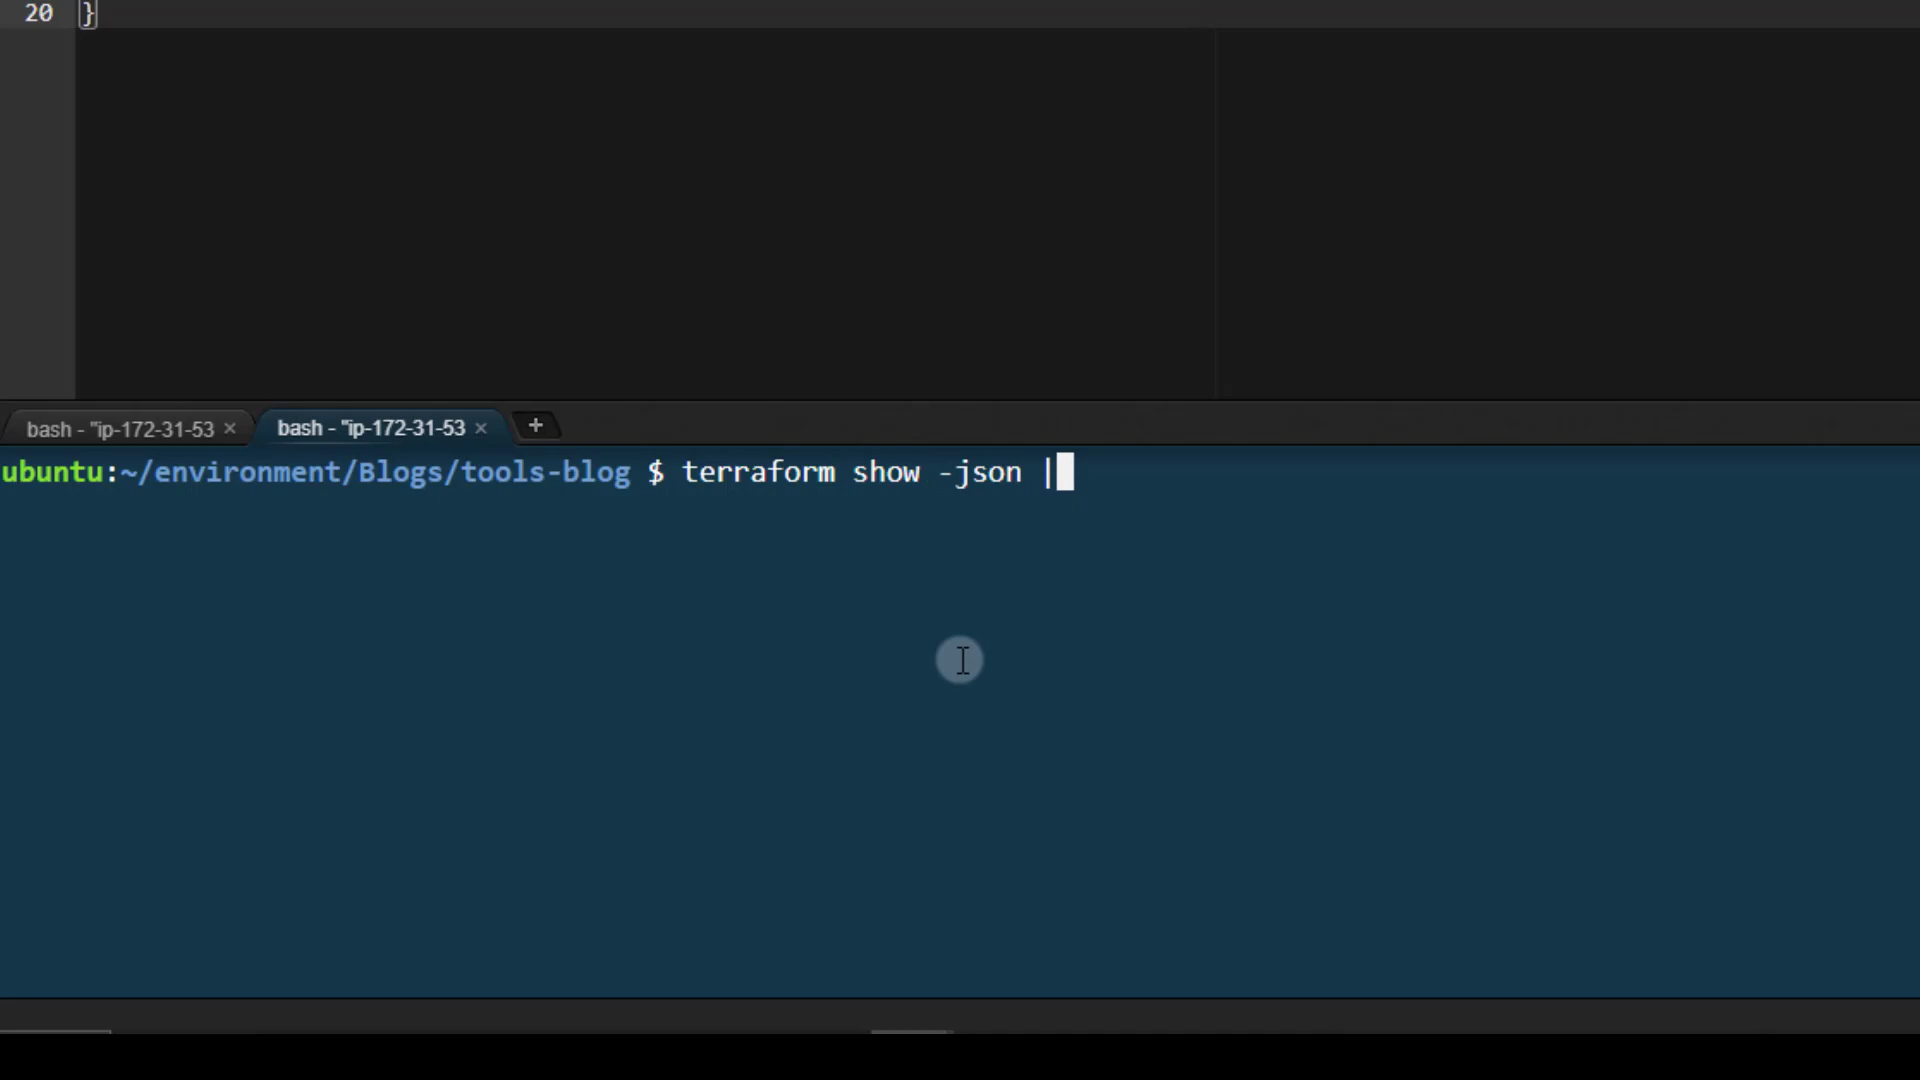 20 }
bash - "ip-172-31-53 × bash - "ip-172-31-53 × +
ubuntu:~/environment/Blogs/tools-blog $ terraform show -json |